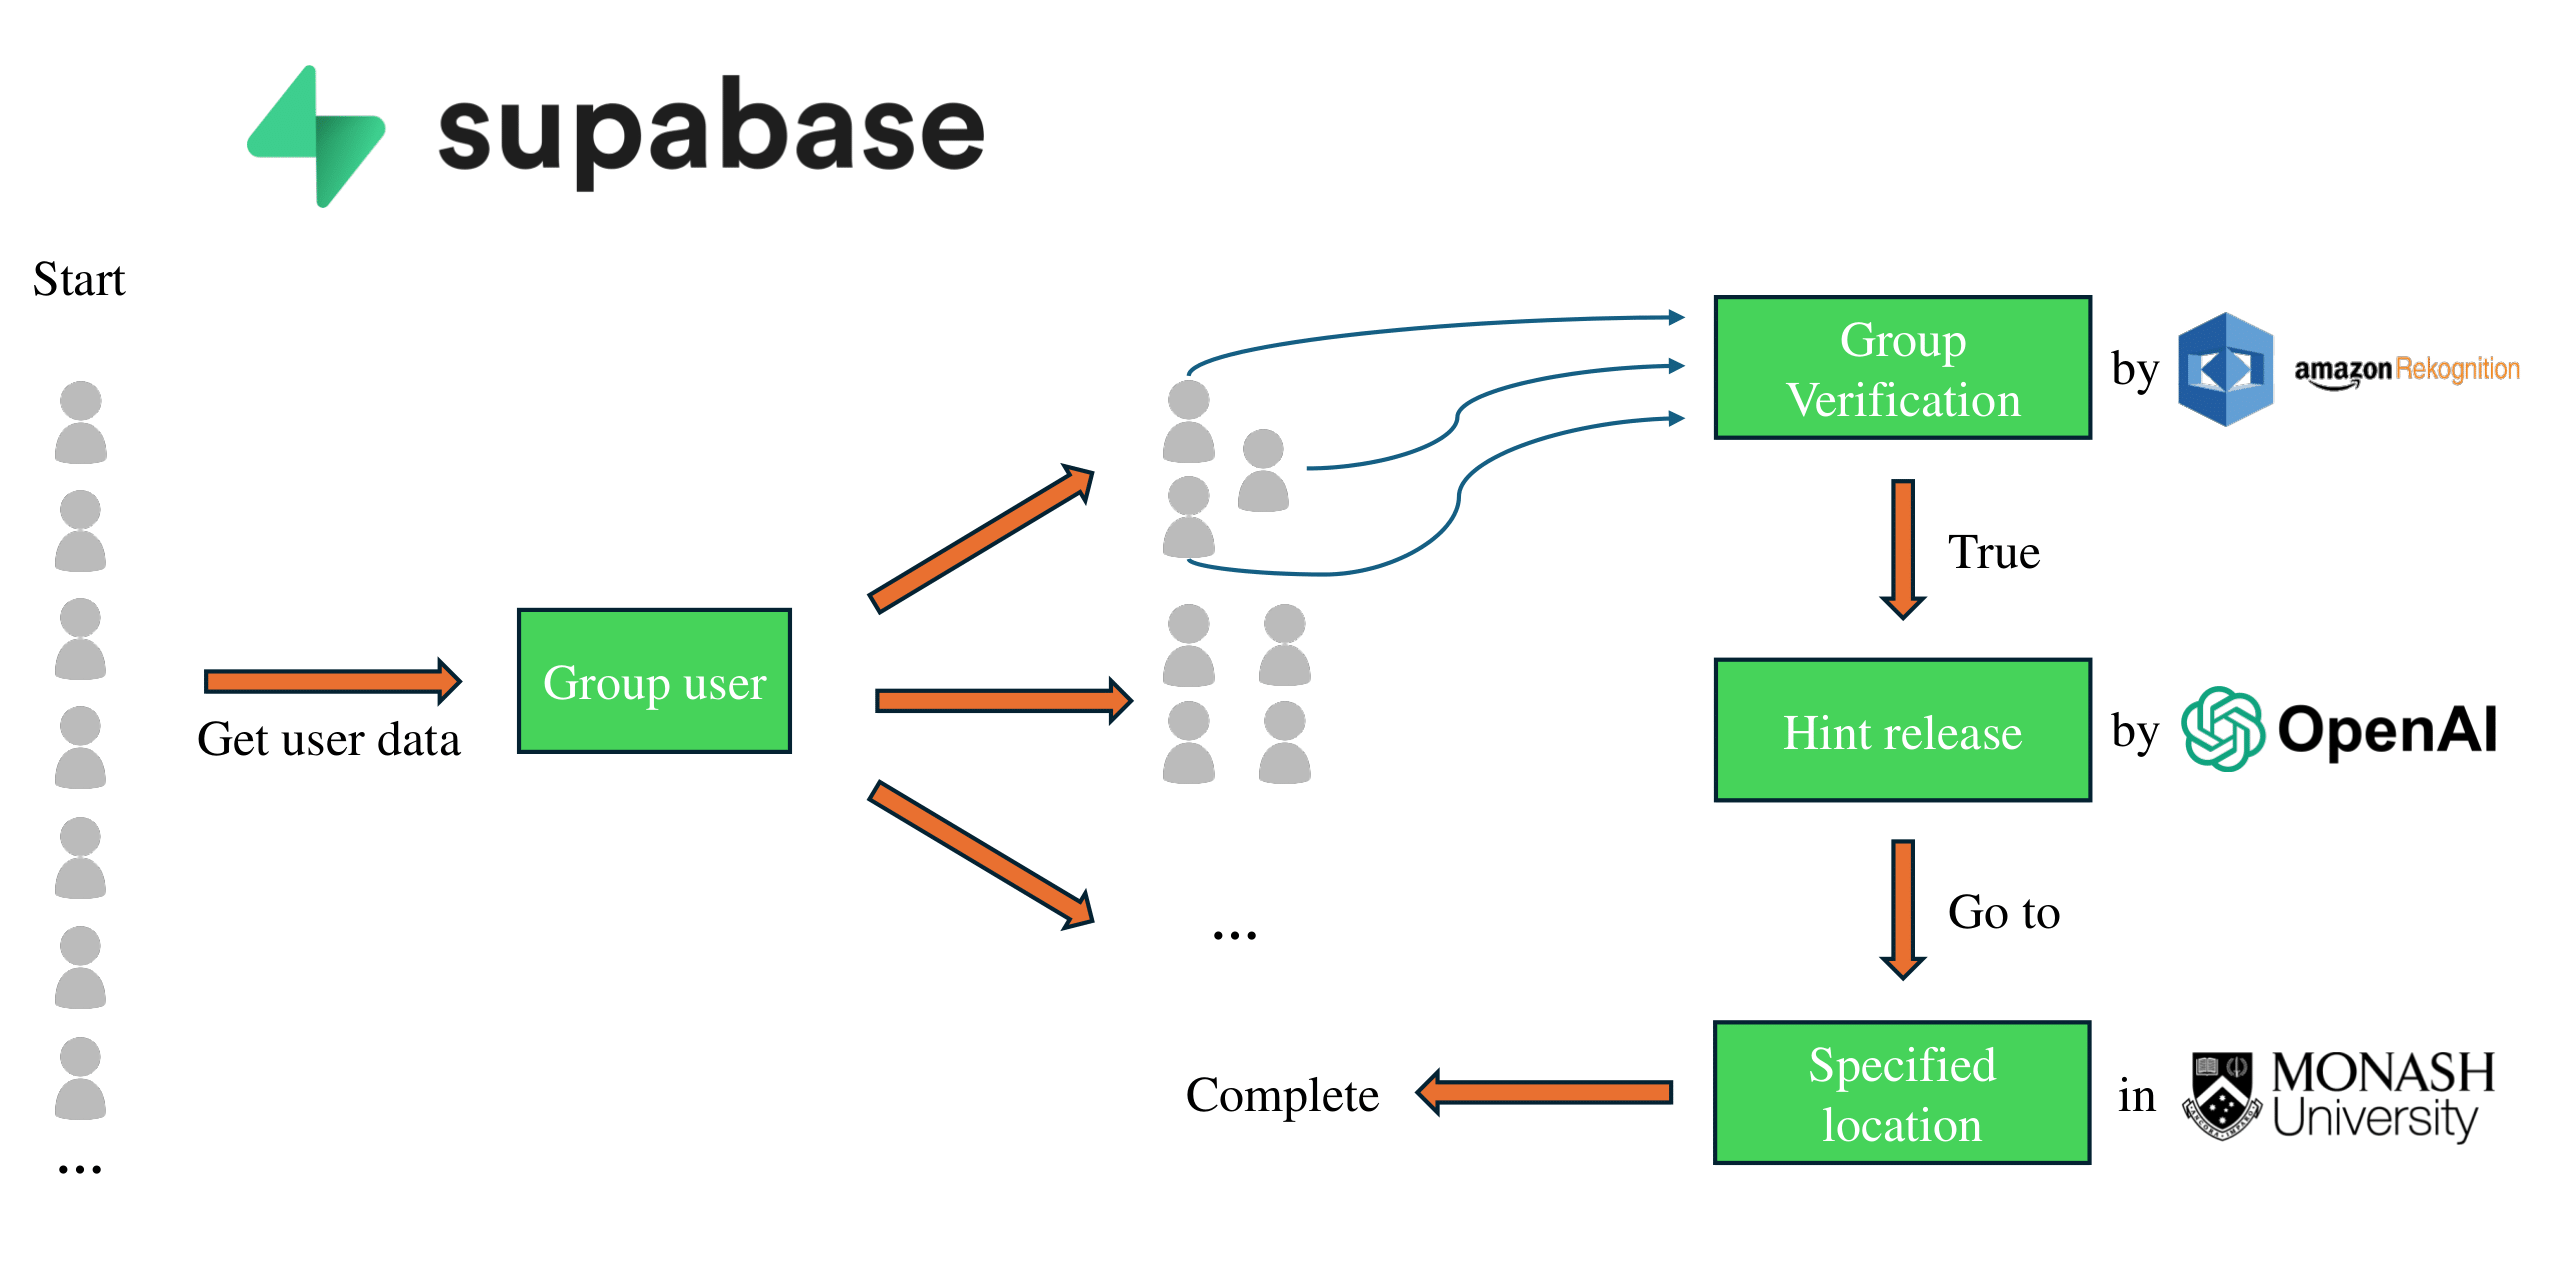 supabase
Start
...
Get user data
Group user
...
Group
Verification
by
amazon Rekognition
True
Hint release
by
OpenAI
Go to
Specified
location
in
MONASH
University
Complete